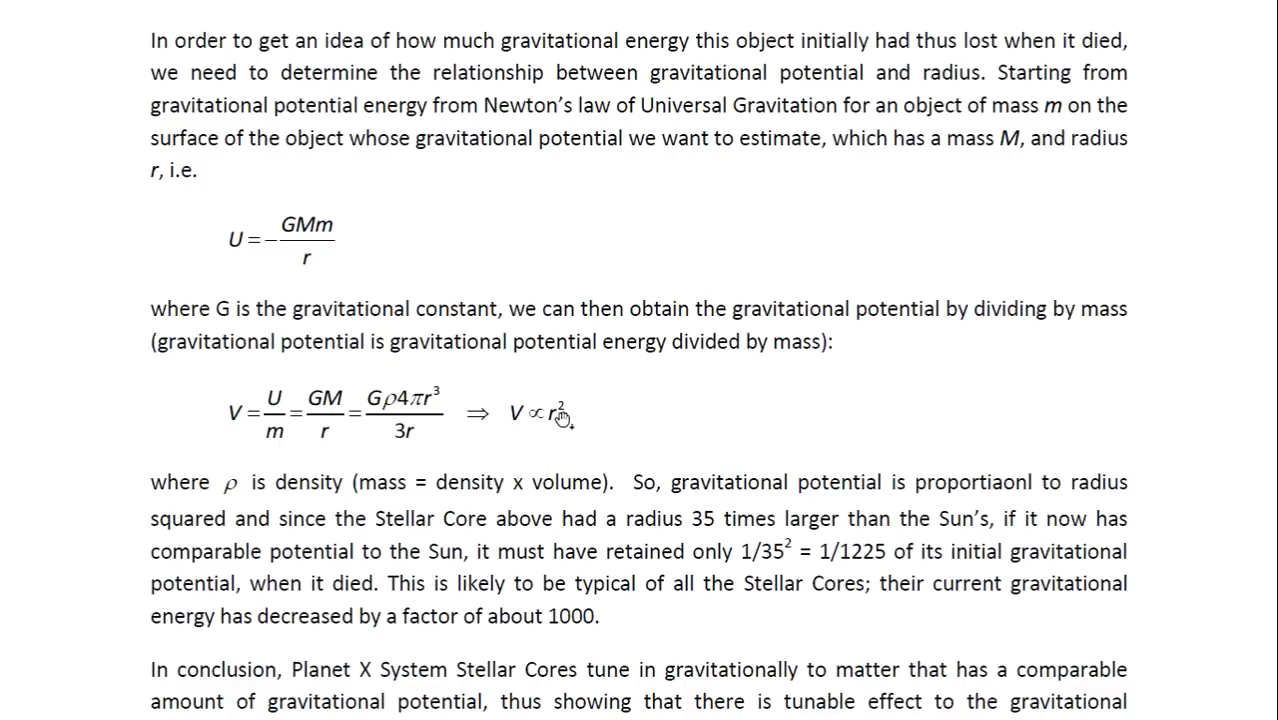 In order to get an idea of how much gravitational energy this object initially had thus lost when it died,
we need to determine the relationship between gravitational potential and radius. Starting from
gravitational potential energy from Newton's law of Universal Gravitation for an object of mass m on the
surface of the object whose gravitational potential we want to estimate, which has a mass M, and radius
r, i.e.
U = −GMm/r
where G is the gravitational constant, we can then obtain the gravitational potential by dividing by mass
(gravitational potential is gravitational potential energy divided by mass):
V = U/m = GM/r = Gρ4πr³/3r ⇒ V ∝ r²
where ρ is density (mass = density x volume). So, gravitational potential is proportiaonl to radius
squared and since the Stellar Core above had a radius 35 times larger than the Sun's, if it now has
comparable potential to the Sun, it must have retained only 1/35² = 1/1225 of its initial gravitational
potential, when it died. This is likely to be typical of all the Stellar Cores; their current gravitational
energy has decreased by a factor of about 1000.
In conclusion, Planet X System Stellar Cores tune in gravitationally to matter that has a comparable
amount of gravitational potential, thus showing that there is tunable effect to the gravitational